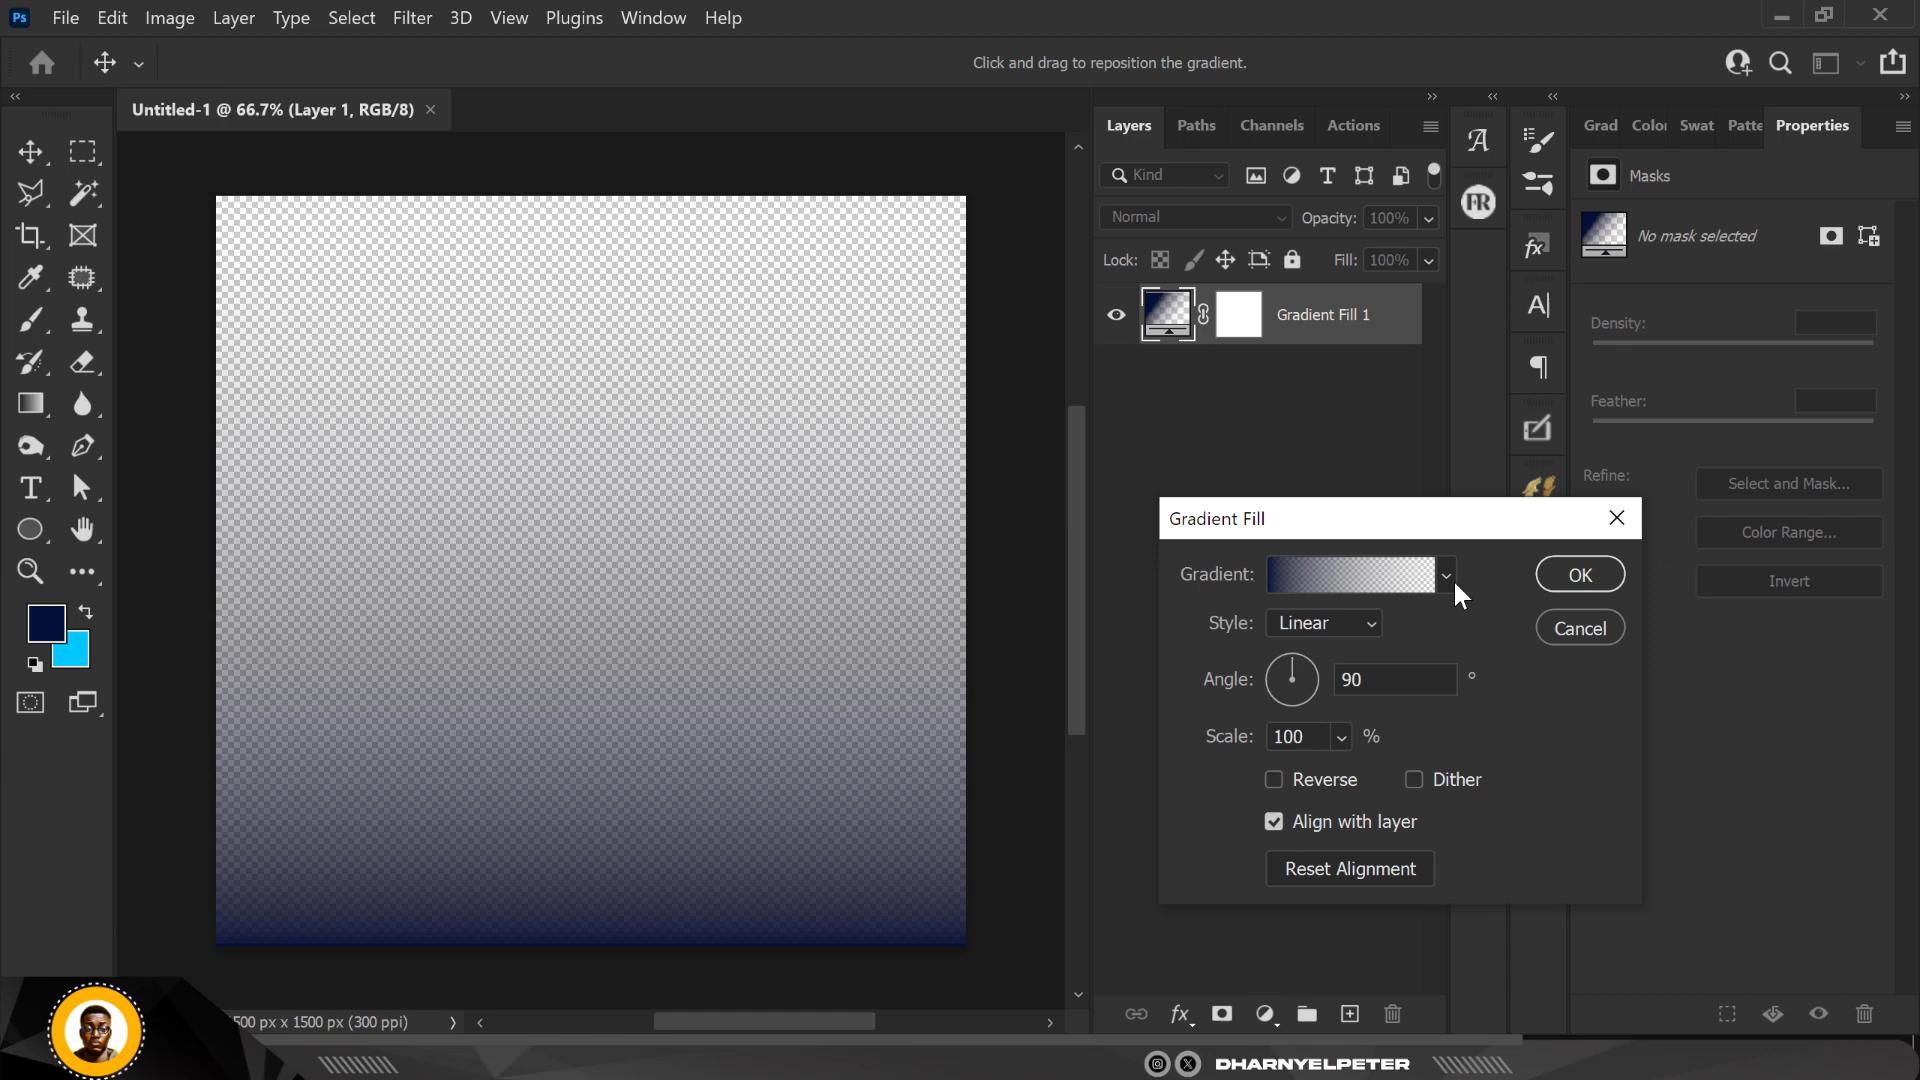 Ps File Edit Image Layer Type Select Filter 3D View Plugins Window Help
Click and drag to reposition the gradient.
Untitled-1 @ 66.7% (Layer 1, RGB/8) ×
Layers Paths Channels Actions
Grad Color Swat Patte Properties
Kind
Masks
Normal Opacity: 100%
No mask selected
Lock: Fill: 100%
Gradient Fill 1
Density:
Feather:
Refine: Select and Mask...
Color Range...
Invert
Gradient Fill
Gradient: OK
Style: Linear Cancel
Angle: 90 °
Scale: 100 %
Reverse Dither
Align with layer
Reset Alignment
500 px x 1500 px (300 ppi)
DHARNYELPETER